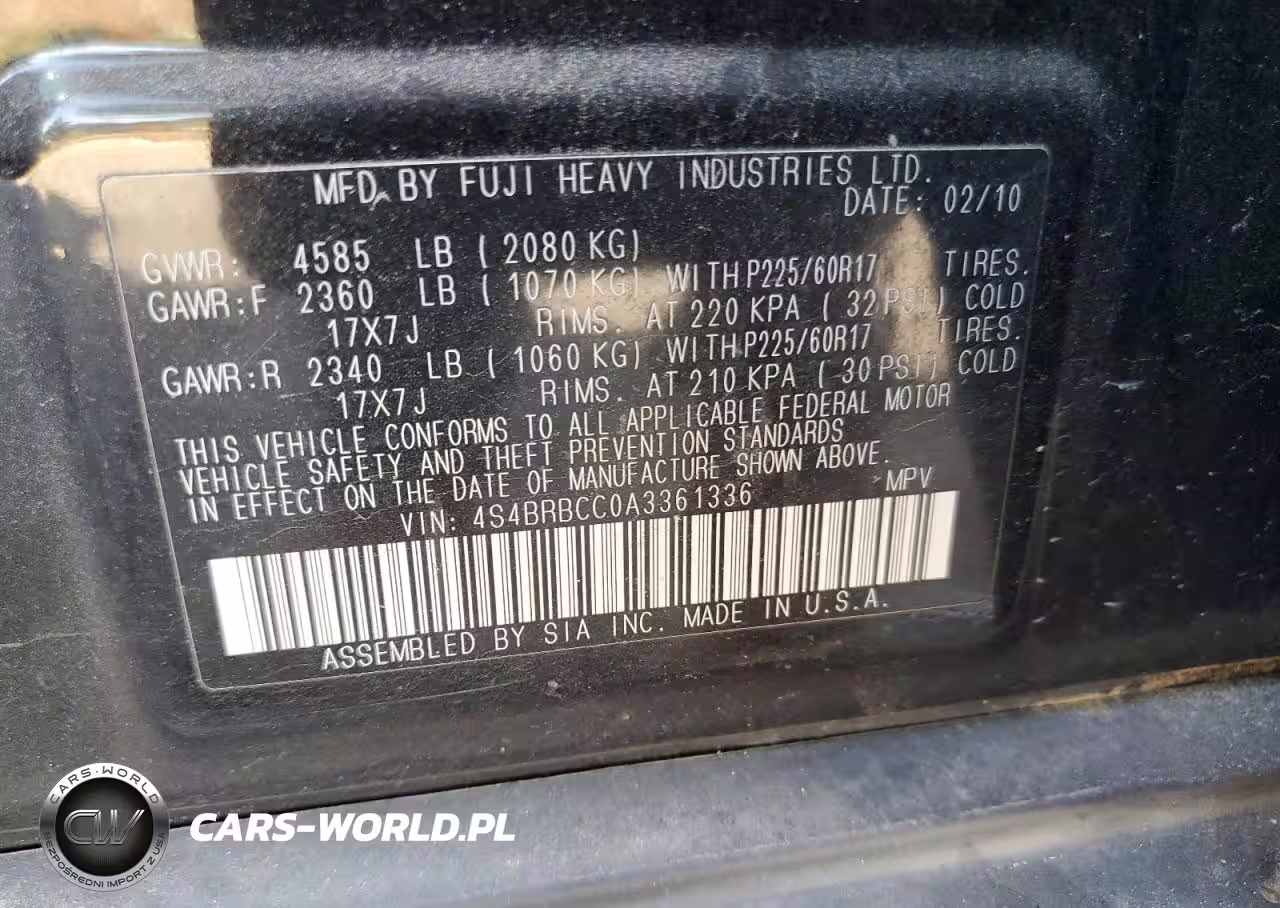 MFD. BY FUJI HEAVY INDUSTRIES LTD.
DATE: 02/10
GVWR: 4585 LB ( 2080 KG)
GAWR:F 2360 LB ( 1070 KG) WITH P225/60R17 TIRES.
17X7J RIMS. AT 220 KPA ( 32 PSI) COLD
GAWR:R 2340 LB ( 1060 KG) WITH P225/60R17 TIRES.
17X7J RIMS. AT 210 KPA ( 30 PSI) COLD
THIS VEHICLE CONFORMS TO ALL APPLICABLE FEDERAL MOTOR
VEHICLE SAFETY AND THEFT PREVENTION STANDARDS
IN EFFECT ON THE DATE OF MANUFACTURE SHOWN ABOVE.
VIN: 4S4BRBCC0A3361336 MPV
ASSEMBLED BY SIA INC. MADE IN U.S.A.
CARS-WORLD
CW
BEZPOŚREDNI IMPORT Z USA
CARS-WORLD.PL